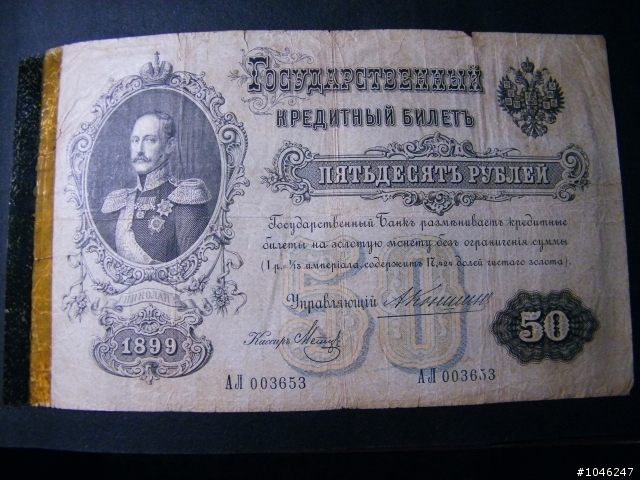 Государственный
кредитный билетъ
пятьдесятъ рублей
Государственный Банкъ размѣниваетъ кредитные
билеты на золотую монету безъ ограниченія суммы
(1 р.= 1/15 имперіала, содержитъ 17,424 долей чистаго золота).
Управляющій
Кассиръ
НИКОЛАЙ I
1899
50
50
АЛ 003653
АЛ 003653
#1046247